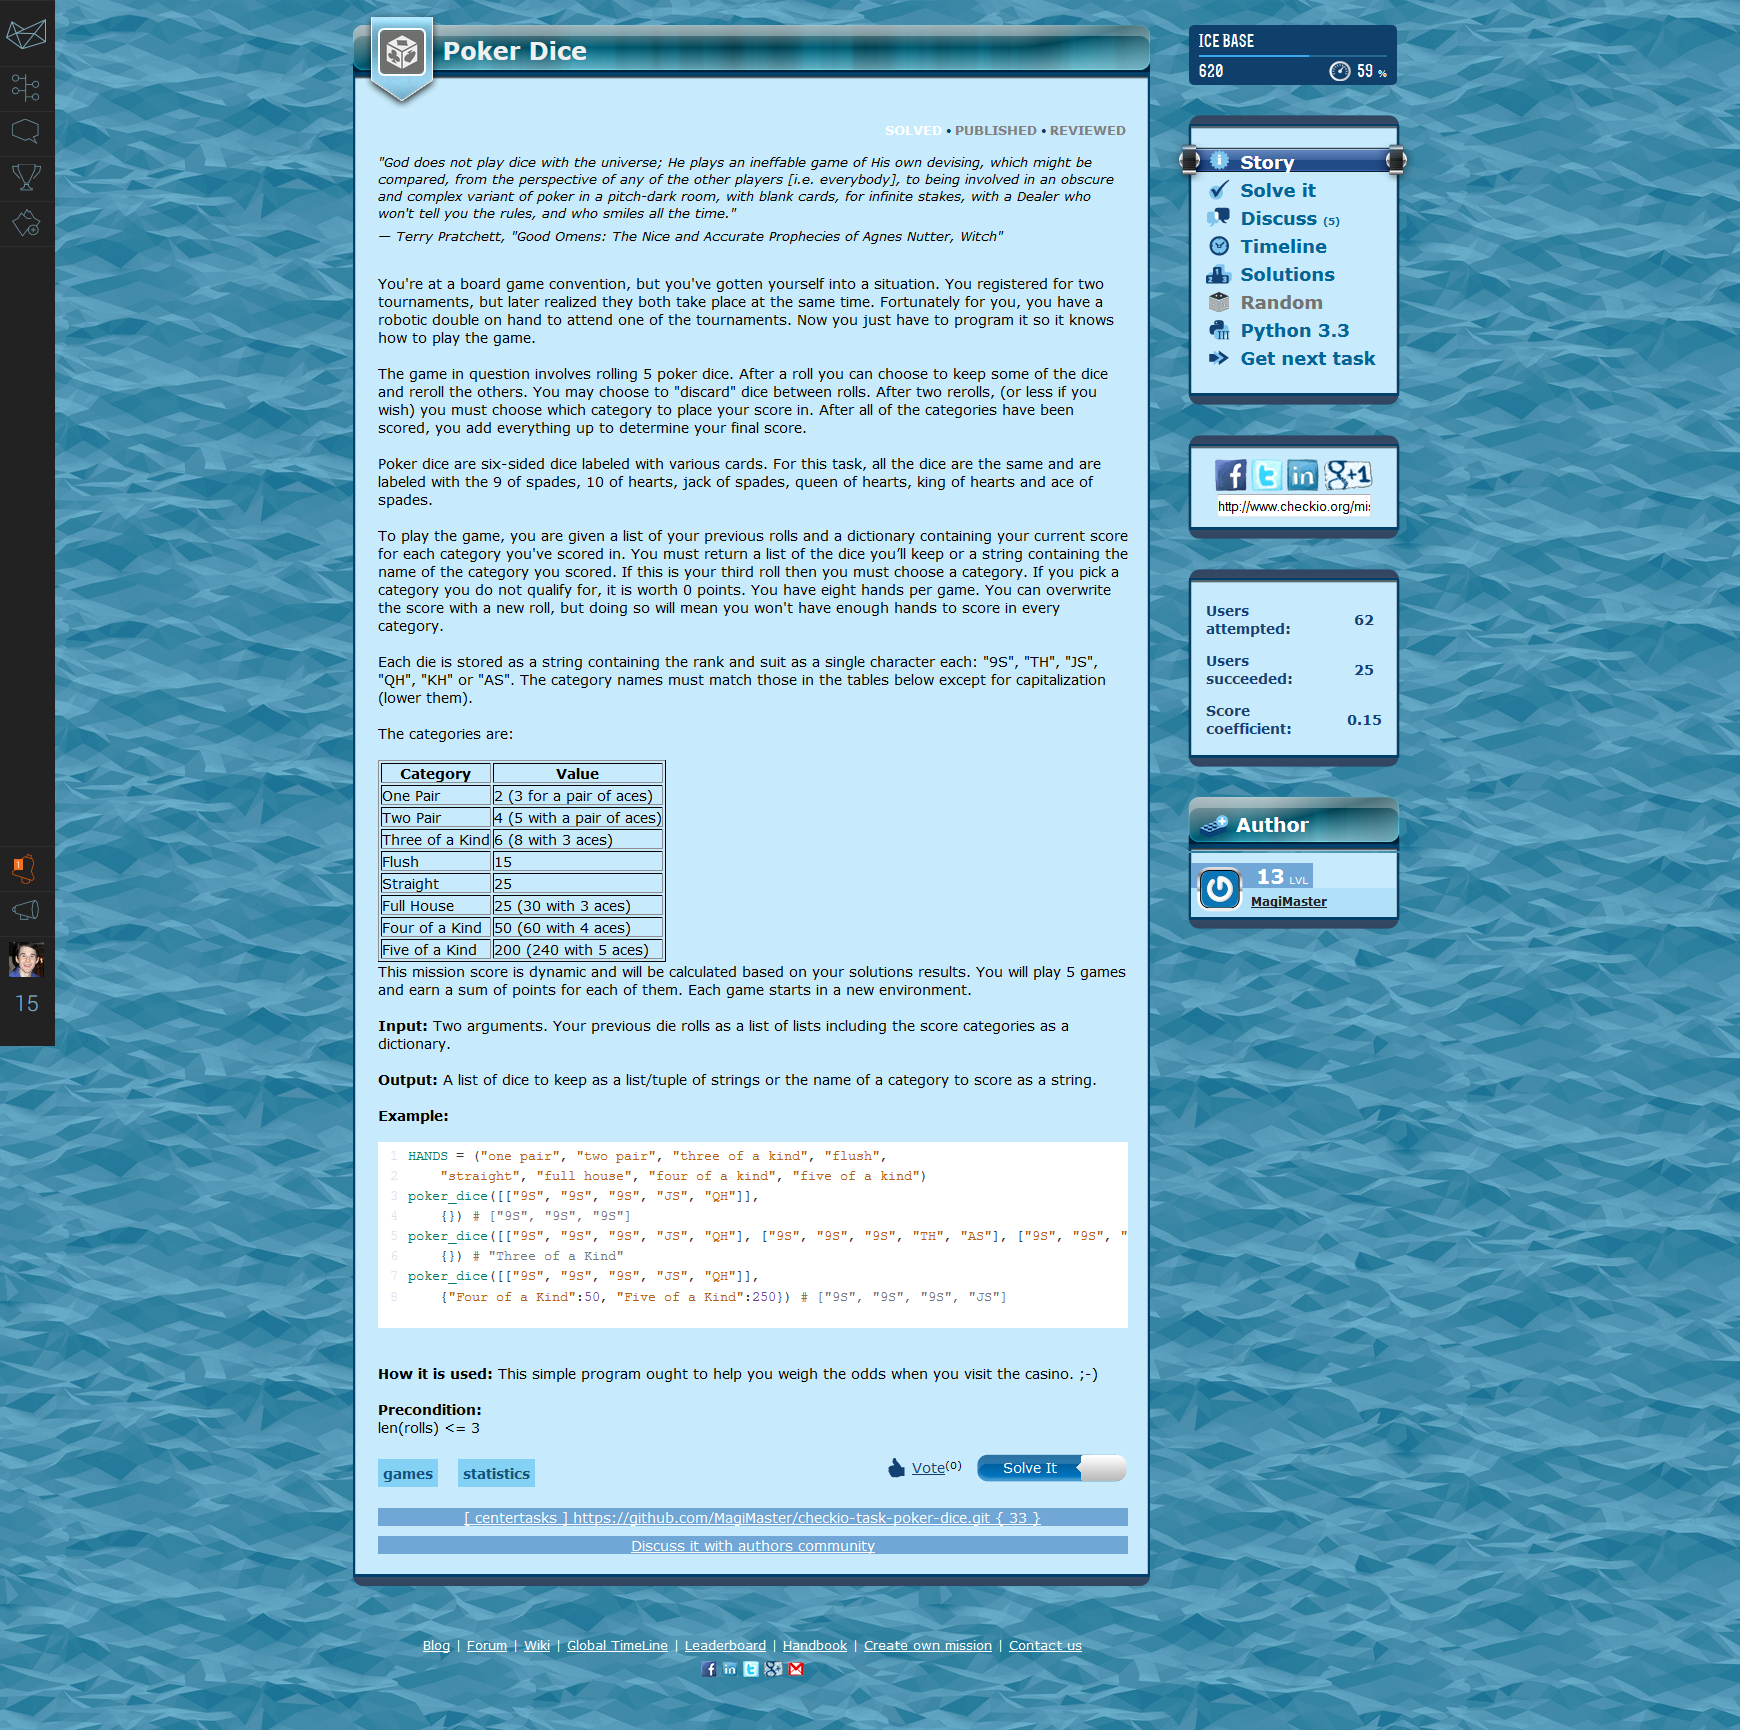 Poker Dice
SOLVED • PUBLISHED • REVIEWED
"God does not play dice with the universe; He plays an ineffable game of His own devising, which might be
compared, from the perspective of any of the other players [i.e. everybody], to being involved in an obscure
and complex variant of poker in a pitch-dark room, with blank cards, for infinite stakes, with a Dealer who
won't tell you the rules, and who smiles all the time."
— Terry Pratchett, "Good Omens: The Nice and Accurate Prophecies of Agnes Nutter, Witch"
You're at a board game convention, but you've gotten yourself into a situation. You registered for two
tournaments, but later realized they both take place at the same time. Fortunately for you, you have a
robotic double on hand to attend one of the tournaments. Now you just have to program it so it knows
how to play the game.
The game in question involves rolling 5 poker dice. After a roll you can choose to keep some of the dice
and reroll the others. You may choose to "discard" dice between rolls. After two rerolls, (or less if you
wish) you must choose which category to place your score in. After all of the categories have been
scored, you add everything up to determine your final score.
Poker dice are six-sided dice labeled with various cards. For this task, all the dice are the same and are
labeled with the 9 of spades, 10 of hearts, jack of spades, queen of hearts, king of hearts and ace of
spades.
To play the game, you are given a list of your previous rolls and a dictionary containing your current score
for each category you've scored in. You must return a list of the dice you’ll keep or a string containing the
name of the category you scored. If this is your third roll then you must choose a category. If you pick a
category you do not qualify for, it is worth 0 points. You have eight hands per game. You can overwrite
the score with a new roll, but doing so will mean you won't have enough hands to score in every
category.
Each die is stored as a string containing the rank and suit as a single character each: "9S", "TH", "JS",
"QH", "KH" or "AS". The category names must match those in the tables below except for capitalization
(lower them).
The categories are:
Category Value
One Pair 2 (3 for a pair of aces)
Two Pair 4 (5 with a pair of aces)
Three of a Kind 6 (8 with 3 aces)
Flush 15
Straight 25
Full House 25 (30 with 3 aces)
Four of a Kind 50 (60 with 4 aces)
Five of a Kind 200 (240 with 5 aces)
This mission score is dynamic and will be calculated based on your solutions results. You will play 5 games
and earn a sum of points for each of them. Each game starts in a new environment.
Input: Two arguments. Your previous die rolls as a list of lists including the score categories as a
dictionary.
Output: A list of dice to keep as a list/tuple of strings or the name of a category to score as a string.
Example:
1 HANDS = ("one pair", "two pair", "three of a kind", "flush",
2 "straight", "full house", "four of a kind", "five of a kind")
3 poker_dice([["9S", "9S", "9S", "JS", "QH"]],
4 {}) # ["9S", "9S", "9S"]
5 poker_dice([["9S", "9S", "9S", "JS", "QH"], ["9S", "9S", "9S", "TH", "AS"], ["9S", "9S", "
6 {}) # "Three of a Kind"
7 poker_dice([["9S", "9S", "9S", "JS", "QH"]],
8 {"Four of a Kind":50, "Five of a Kind":250}) # ["9S", "9S", "9S", "JS"]
How it is used: This simple program ought to help you weigh the odds when you visit the casino. ;-)
Precondition:
len(rolls) <= 3
games statistics
Vote(0) Solve It
[ centertasks ] https://github.com/MagiMaster/checkio-task-poker-dice.git { 33 }
Discuss it with authors community
ICE BASE
620 59 %
Story
Solve it
Discuss (5)
Timeline
Solutions
Random
Python 3.3
Get next task
f t in g+1
http://www.checkio.org/mis
Users
attempted: 62
Users
succeeded: 25
Score
coefficient: 0.15
Author
13 LVL
MagiMaster
1
15
Blog | Forum | Wiki | Global TimeLine | Leaderboard | Handbook | Create own mission | Contact us